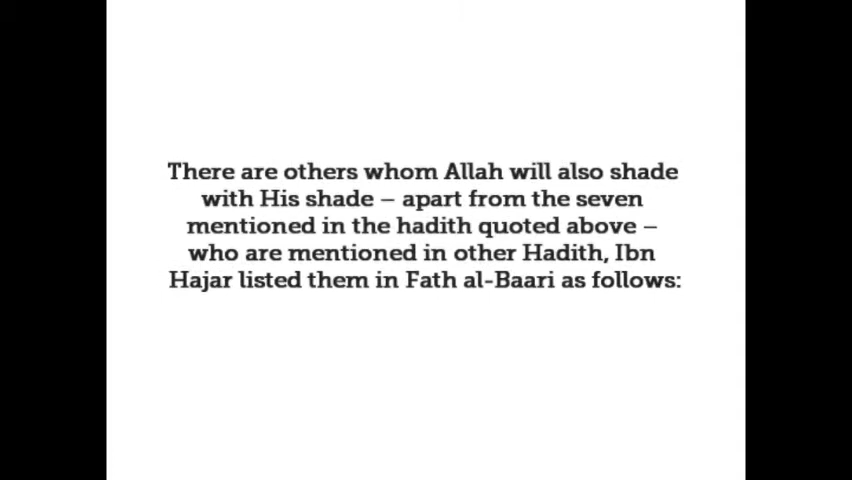 There are others whom Allah will also shade
with His shade – apart from the seven
mentioned in the hadith quoted above –
who are mentioned in other Hadith, Ibn
Hajar listed them in Fath al-Baari as follows: